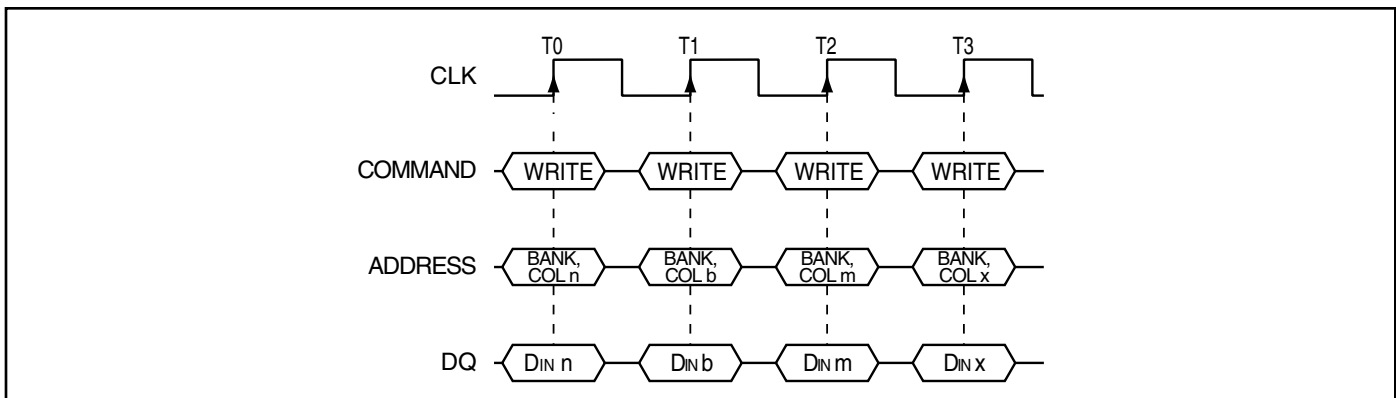 T0 T1 T2 T3
CLK
COMMAND WRITE WRITE WRITE WRITE
ADDRESS BANK, BANK, BANK, BANK,
COL n COL b COL m COL x
DQ DIN n DIN b DIN m DIN x